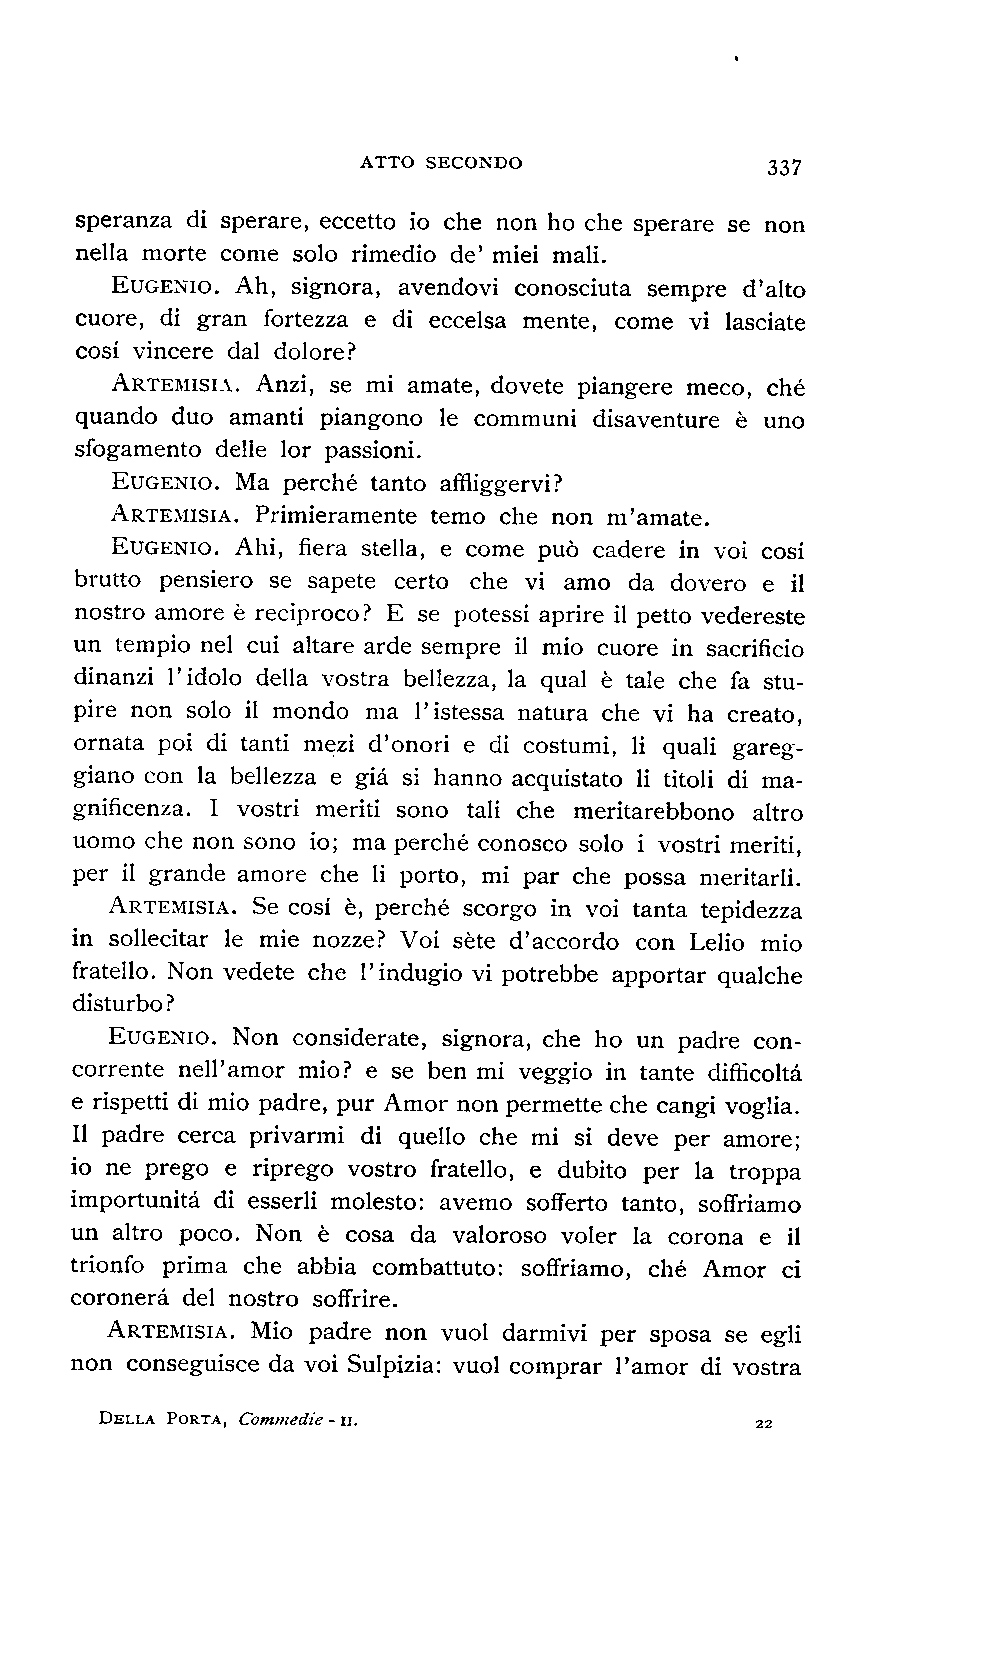 ATTO SECONDO 337
speranza di sperare, eccetto io che non ho che sperare se non
nella morte come solo rimedio de' miei mali.
EUGENIO. Ah, signora, avendovi conosciuta sempre d'alto
cuore, di gran fortezza e di eccelsa mente, come vi lasciate
cosí vincere dal dolore?
ARTEMISIA. Anzi, se mi amate, dovete piangere meco, ché
quando duo amanti piangono le communi disaventure è uno
sfogamento delle lor passioni.
EUGENIO. Ma perché tanto affliggervi?
ARTEMISIA. Primieramente temo che non m'amate.
EUGENIO. Ahi, fiera stella, e come può cadere in voi cosí
brutto pensiero se sapete certo che vi amo da dovero e il
nostro amore è reciproco? E se potessi aprire il petto vedereste
un tempio nel cui altare arde sempre il mio cuore in sacrificio
dinanzi l'idolo della vostra bellezza, la qual è tale che fa stu-
pire non solo il mondo ma l'istessa natura che vi ha creato,
ornata poi di tanti mezi d'onori e di costumi, li quali gareg-
giano con la bellezza e giá si hanno acquistato li titoli di ma-
gnificenza. I vostri meriti sono tali che meritarebbono altro
uomo che non sono io; ma perché conosco solo i vostri meriti,
per il grande amore che li porto, mi par che possa meritarli.
ARTEMISIA. Se cosí è, perché scorgo in voi tanta tepidezza
in sollecitar le mie nozze? Voi sète d'accordo con Lelio mio
fratello. Non vedete che l'indugio vi potrebbe apportar qualche
disturbo?
EUGENIO. Non considerate, signora, che ho un padre con-
corrente nell'amor mio? e se ben mi veggio in tante difficoltá
e rispetti di mio padre, pur Amor non permette che cangi voglia.
Il padre cerca privarmi di quello che mi si deve per amore;
io ne prego e riprego vostro fratello, e dubito per la troppa
importunitá di esserli molesto: avemo sofferto tanto, soffriamo
un altro poco. Non è cosa da valoroso voler la corona e il
trionfo prima che abbia combattuto: soffriamo, ché Amor ci
coronerá del nostro soffrire.
ARTEMISIA. Mio padre non vuol darmivi per sposa se egli
non conseguisce da voi Sulpizia: vuol comprar l'amor di vostra
DELLA PORTA, Commedie - II. 22